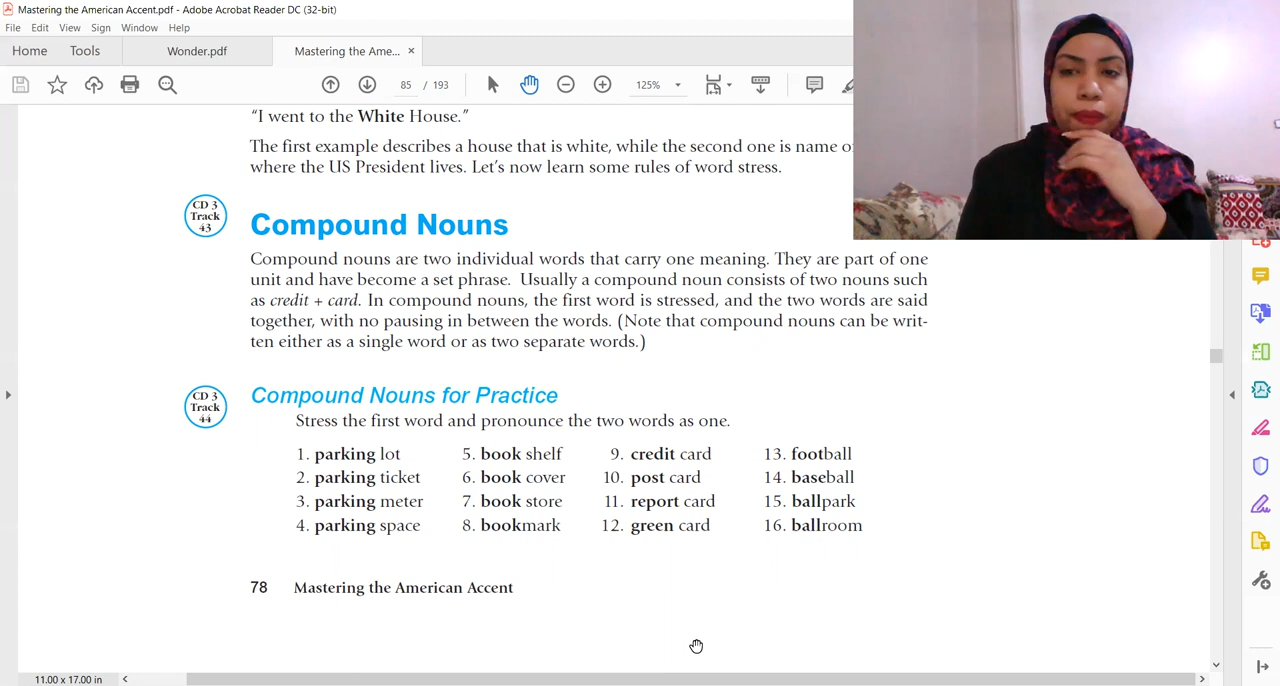 Mastering the American Accent.pdf - Adobe Acrobat Reader DC (32-bit)
File Edit View Sign Window Help
Home Tools Wonder.pdf Mastering the Ame... ×
85 / 193 125%
"I went to the White House."
The first example describes a house that is white, while the second one is name
where the US President lives. Let's now learn some rules of word stress.
CD 3
Track
43
Compound Nouns
Compound nouns are two individual words that carry one meaning. They are part of one
unit and have become a set phrase. Usually a compound noun consists of two nouns such
as credit + card. In compound nouns, the first word is stressed, and the two words are said
together, with no pausing in between the words. (Note that compound nouns can be writ-
ten either as a single word or as two separate words.)
CD 3
Track
44
Compound Nouns for Practice
Stress the first word and pronounce the two words as one.
1. parking lot 5. book shelf 9. credit card 13. football
2. parking ticket 6. book cover 10. post card 14. baseball
3. parking meter 7. book store 11. report card 15. ballpark
4. parking space 8. bookmark 12. green card 16. ballroom
78 Mastering the American Accent
11.00 x 17.00 in